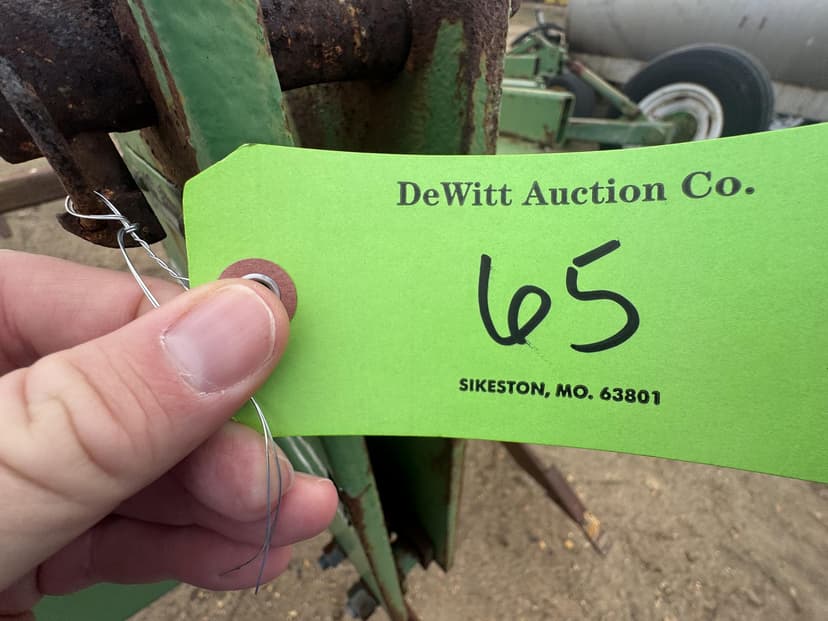 DeWitt Auction Co.
65
SIKESTON, MO. 63801